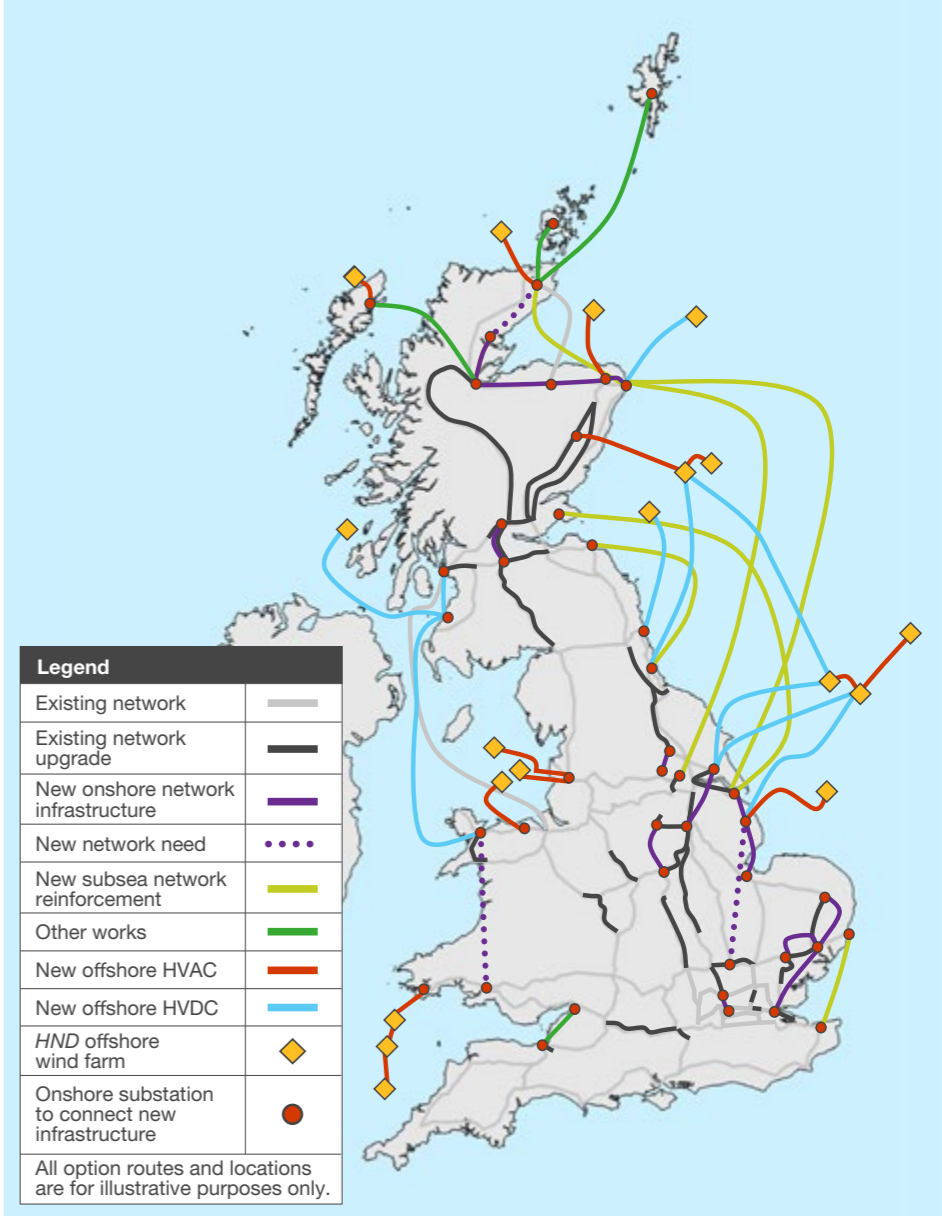 Legend
Existing network
Existing network
upgrade
New onshore network
infrastructure
New network need
New subsea network
reinforcement
Other works
New offshore HVAC
New offshore HVDC
HND offshore
wind farm
Onshore substation
to connect new
infrastructure
All option routes and locations
are for illustrative purposes only.